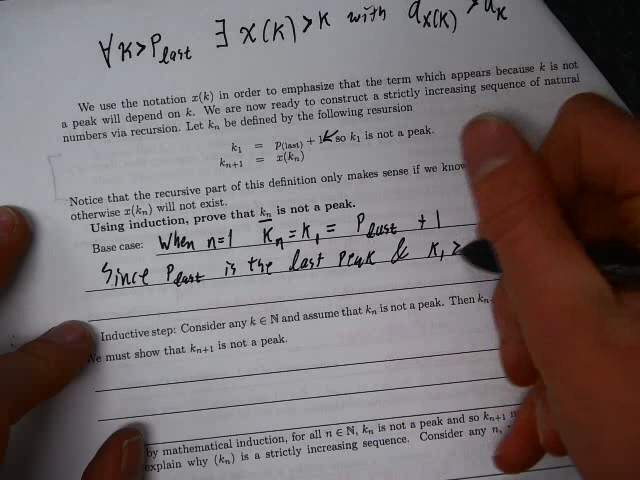 ∀ k > P_last ∃ x(k) > k with a_x(k) > a_k
We use the notation x(k) in order to emphasize that the term which appears because k is not
a peak will depend on k. We are now ready to construct a strictly increasing sequence of natural
numbers via recursion. Let k_n be defined by the following resursion
k_1 = p_(last) + 1 so k_1 is not a peak.
k_{n+1} = x(k_n)
Notice that the recursive part of this definition only makes sense if we know
otherwise x(k_n) will not exist.
Using induction, prove that k_n is not a peak.
Base case: When n=1 K_n = k_1 = P_last + 1
Since P_last is the last peak & K_1 >
Inductive step: Consider any k ∈ ℕ and assume that k_n is not a peak. Then k_n
We must show that k_{n+1} is not a peak.
by mathematical induction, for all n ∈ ℕ, k_n is not a peak and so k_{n+1}
explain why (k_n) is a strictly increasing sequence. Consider any n,